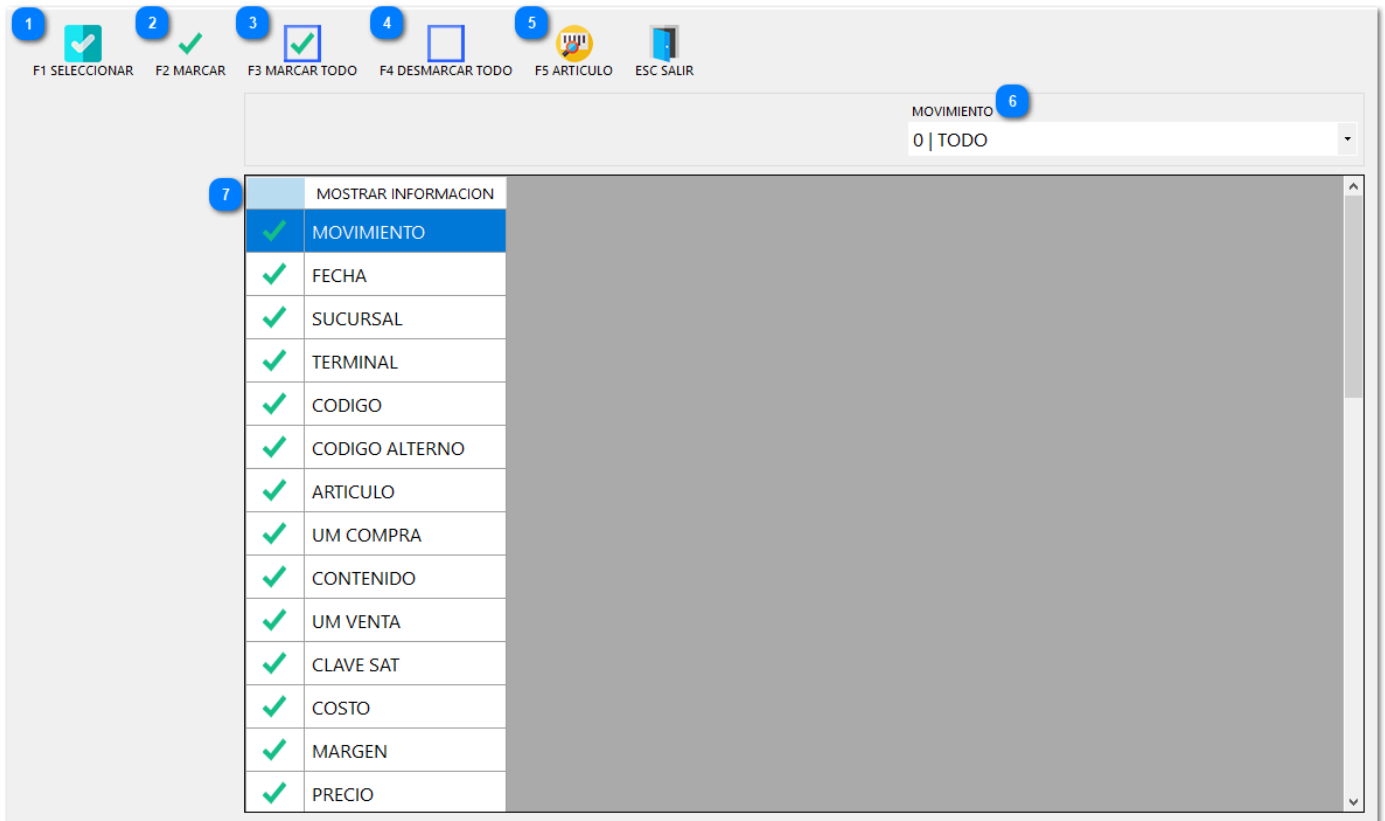 1 2 3 4 5
F1 SELECCIONAR F2 MARCAR F3 MARCAR TODO F4 DESMARCAR TODO F5 ARTICULO ESC SALIR
MOVIMIENTO 6
0 | TODO
7 MOSTRAR INFORMACION
MOVIMIENTO
FECHA
SUCURSAL
TERMINAL
CODIGO
CODIGO ALTERNO
ARTICULO
UM COMPRA
CONTENIDO
UM VENTA
CLAVE SAT
COSTO
MARGEN
PRECIO